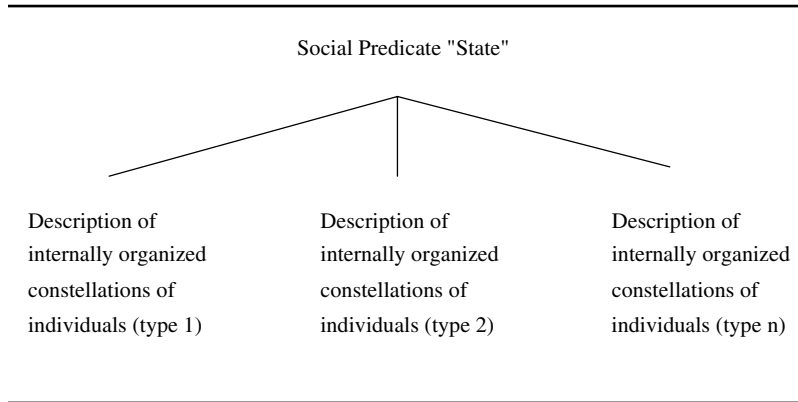 Social Predicate "State"
Description of
internally organized
constellations of
individuals (type 1)
Description of
internally organized
constellations of
individuals (type 2)
Description of
internally organized
constellations of
individuals (type n)